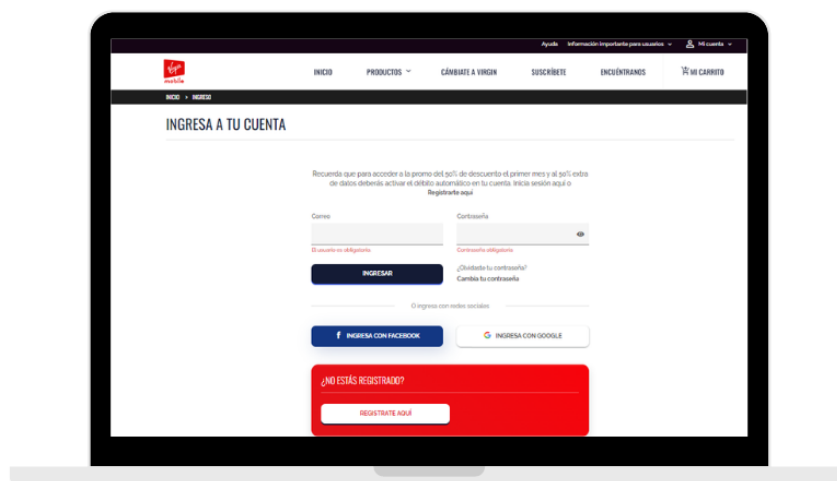 Ayuda Información importante para usuarios Mi cuenta
Virgin
mobile
INICIO PRODUCTOS CÁMBIATE A VIRGIN SUSCRÍBETE ENCUÉNTRANOS MI CARRITO
INICIO INGRESO
INGRESA A TU CUENTA
Recuerda que para acceder a la promo del 50% de descuento el primer mes y al 50% extra
de datos deberás activar el débito automático en tu cuenta. Inicia sesión aquí o
Registrarte aquí
Correo Contraseña
El usuario es obligatorio Contraseña obligatoria
INGRESAR
¿Olvidaste tu contraseña?
Cambia tu contraseña
O ingresa con redes sociales
f INGRESA CON FACEBOOK G INGRESA CON GOOGLE
¿NO ESTÁS REGISTRADO?
REGISTRATE AQUÍ